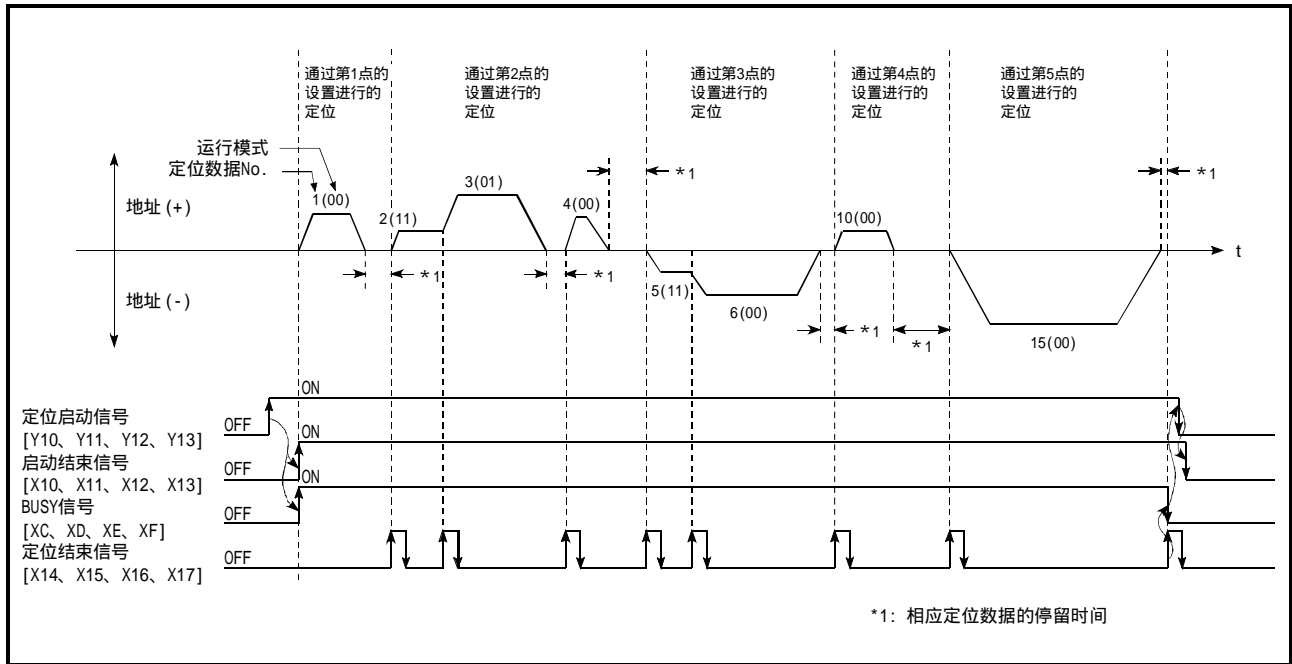 通过第1点的
设置进行的
定位
通过第2点的
设置进行的
定位
通过第3点的
设置进行的
定位
通过第4点的
设置进行的
定位
通过第5点的
设置进行的
定位
运行模式
定位数据No.
1(00)
2(11)
3(01)
4(00)
*1
*1
10(00)
地址(+)
*1
*1
t
地址(-)
5(11)
6(00)
*1
*1
15(00)
ON
定位启动信号
OFF
[Y10、Y11、Y12、Y13]
ON
启动结束信号
OFF
[X10、X11、X12、X13]
ON
BUSY信号
OFF
[XC、XD、XE、XF]
定位结束信号
OFF
[X14、X15、X16、X17]
*1: 相应定位数据的停留时间